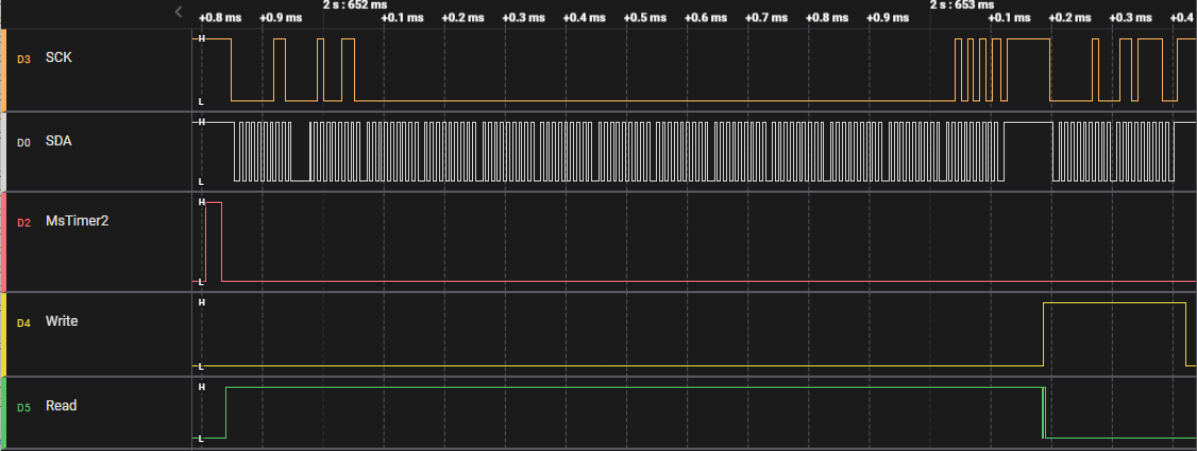 2 s : 652 ms 2 s : 653 ms
+0.8 ms +0.9 ms +0.1 ms +0.2 ms +0.3 ms +0.4 ms +0.5 ms +0.6 ms +0.7 ms +0.8 ms +0.9 ms +0.1 ms +0.2 ms +0.3 ms +0.4
H
D3 SCK
L
H
D0 SDA
L
H
D2 MsTimer2
L
H
D4 Write
L
H
D5 Read
L